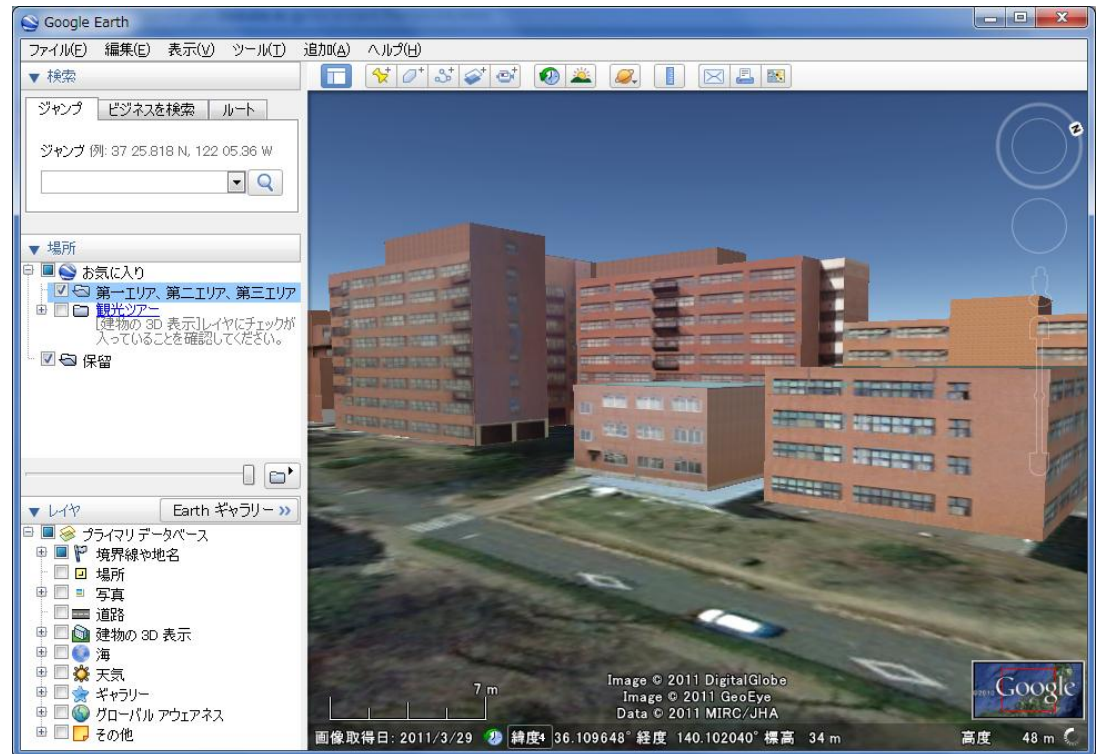 Google Earth
ファイル(F) 編集(E) 表示(V) ツール(T) 追加(A) ヘルプ(H)
検索
ジャンプ ビジネスを検索 ルート
ジャンプ 例: 37 25.818 N, 122 05.36 W
場所
お気に入り
第一エリア、第二エリア、第三エリア
観光ツアー
[建物の 3D 表示]レイヤにチェックが
入っていることを確認してください。
保留
レイヤ Earth ギャラリー »
プライマリ データベース
境界線や地名
場所
写真
道路
建物の 3D 表示
海
天気
ギャラリー
グローバル アウェアネス
その他
N
7 m
Image © 2011 DigitalGlobe
Image © 2011 GeoEye
Data © 2011 MIRC/JHA
©2010 Google
画像取得日: 2011/3/29 緯度 36.109648° 経度 140.102040° 標高 34 m 高度 48 m